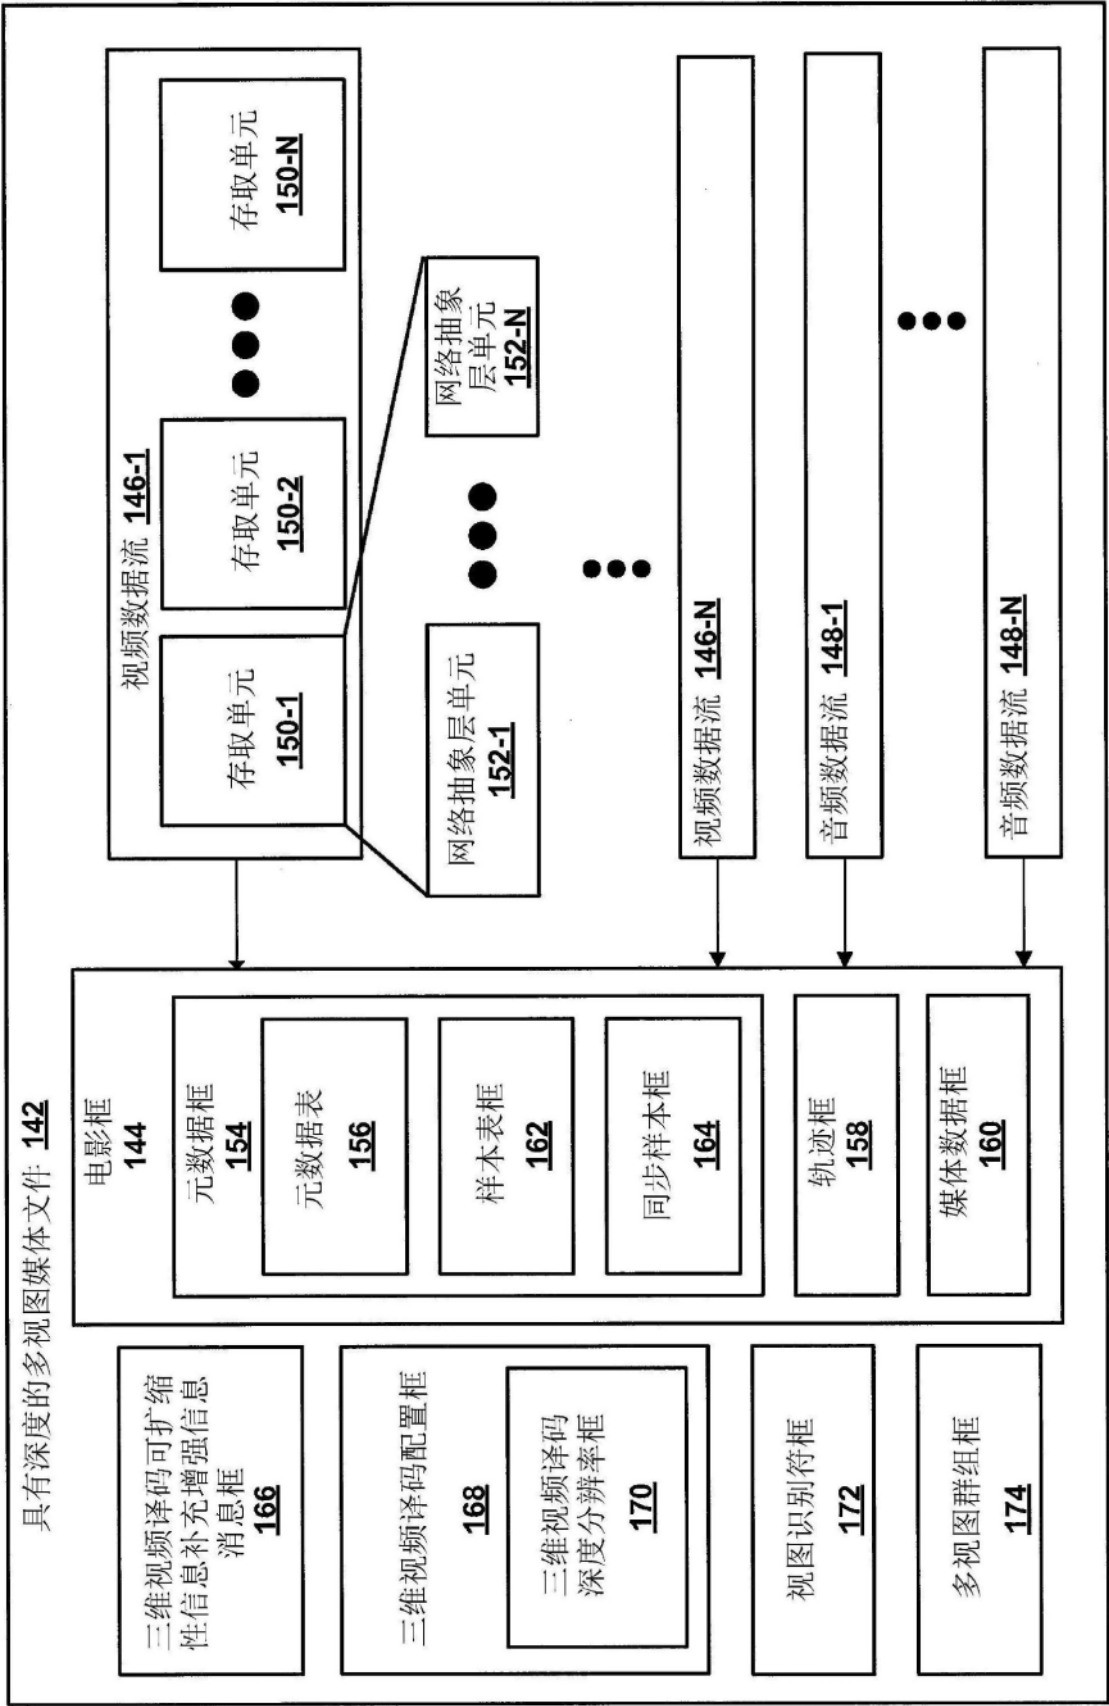 具有深度的多视图媒体文件 142
三维视频译码可扩缩
性信息补充增强信息
消息框
166
三维视频译码配置框
168
三维视频译码
深度分辨率框
170
视图识别符框
172
多视图群组框
174
电影框
144
元数据框
154
元数据表
156
样本表框
162
同步样本框
164
轨迹框
158
媒体数据框
160
视频数据流 146-1
存取单元
150-1
存取单元
150-2
存取单元
150-N
网络抽象层单元
152-1
网络抽象
层单元
152-N
视频数据流 146-N
音频数据流 148-1
音频数据流 148-N